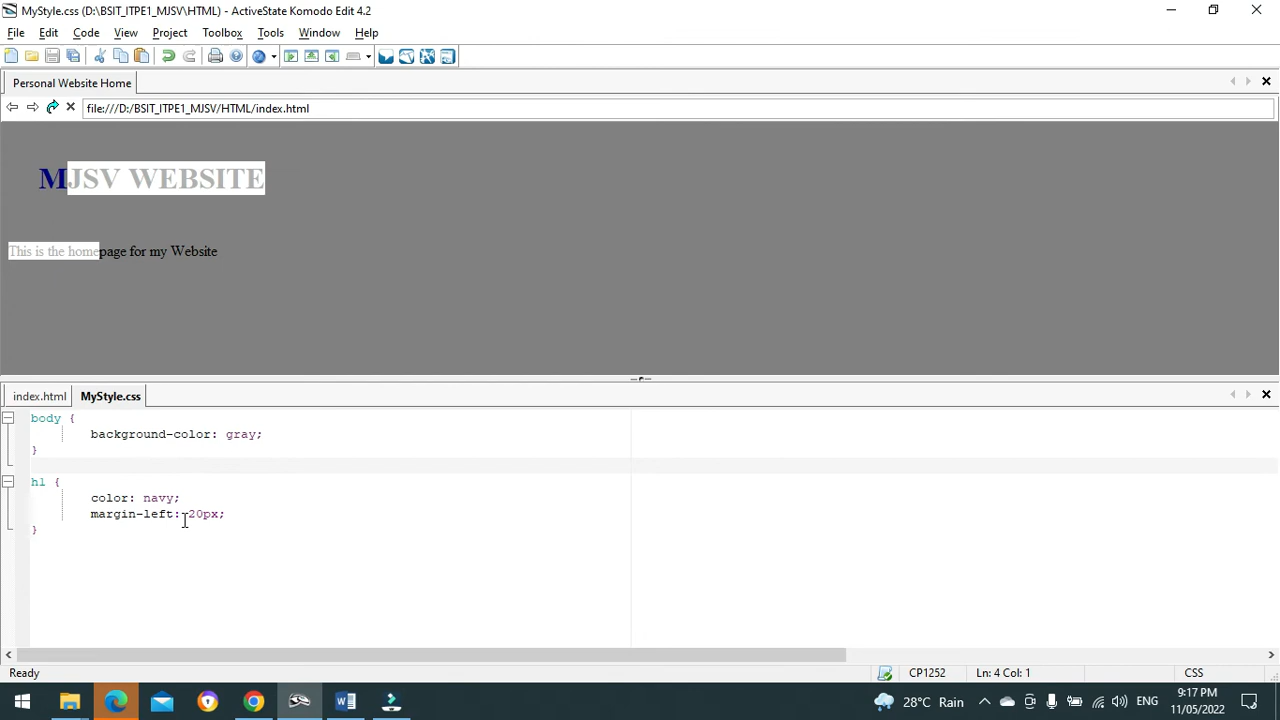 MyStyle.css (D:\BSIT_ITPE1_MJSV\HTML) - ActiveState Komodo Edit 4.2
File Edit Code View Project Toolbox Tools Window Help
Personal Website Home
file:///D:/BSIT_ITPE1_MJSV/HTML/index.html
MJSV WEBSITE
This is the homepage for my Website
index.html MyStyle.css
body {
background-color: gray;
}
h1 {
color: navy;
margin-left: 20px;
}
Ready CP1252 Ln: 4 Col: 1 CSS
28°C Rain ENG 9:17 PM
11/05/2022